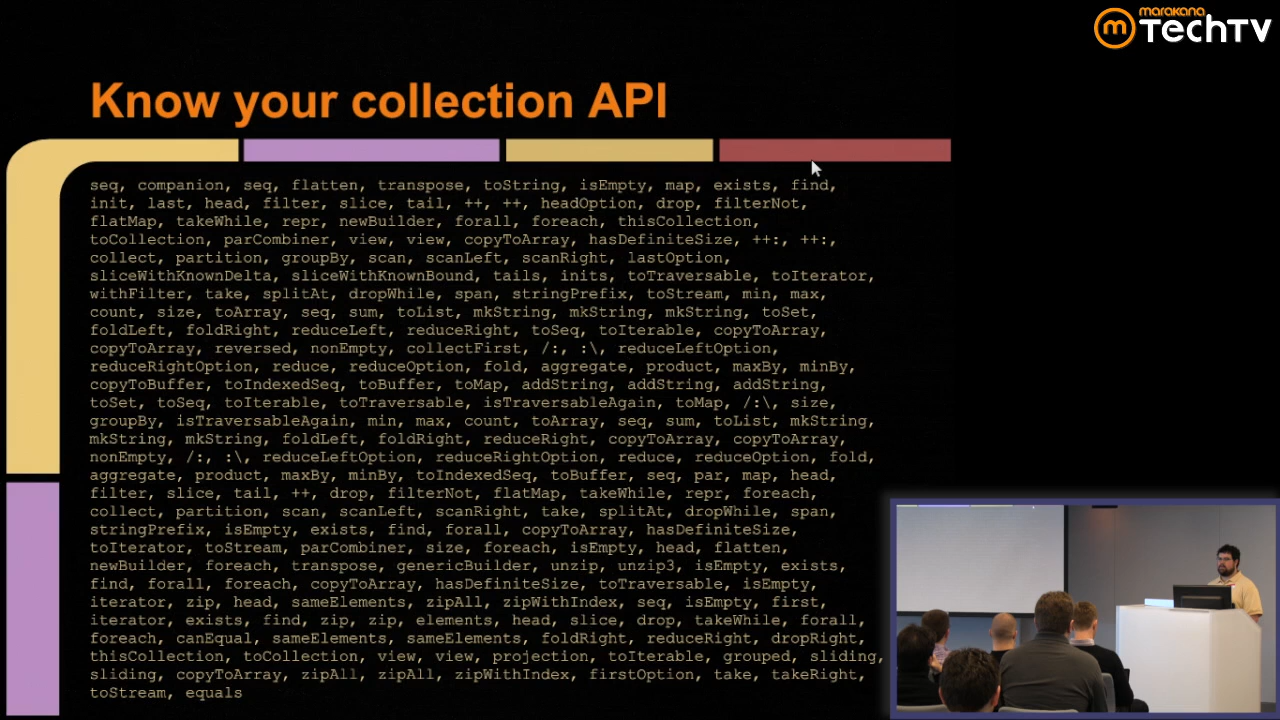 marakana
TechTV
Know your collection API
seq, companion, seq, flatten, transpose, toString, isEmpty, map, exists, find,
init, last, head, filter, slice, tail, ++, ++, headOption, drop, filterNot,
flatMap, takeWhile, repr, newBuilder, forall, foreach, thisCollection,
toCollection, parCombiner, view, view, copyToArray, hasDefiniteSize, ++:, ++:,
collect, partition, groupBy, scan, scanLeft, scanRight, lastOption,
sliceWithKnownDelta, sliceWithKnownBound, tails, inits, toTraversable, toIterator,
withFilter, take, splitAt, dropWhile, span, stringPrefix, toStream, min, max,
count, size, toArray, seq, sum, toList, mkString, mkString, mkString, toSet,
foldLeft, foldRight, reduceLeft, reduceRight, toSeq, toIterable, copyToArray,
copyToArray, reversed, nonEmpty, collectFirst, /:, :\, reduceLeftOption,
reduceRightOption, reduce, reduceOption, fold, aggregate, product, maxBy, minBy,
copyToBuffer, toIndexedSeq, toBuffer, toMap, addString, addString, addString,
toSet, toSeq, toIterable, toTraversable, isTraversableAgain, toMap, /:\, size,
groupBy, isTraversableAgain, min, max, count, toArray, seq, sum, toList, mkString,
mkString, mkString, foldLeft, foldRight, reduceRight, copyToArray, copyToArray,
nonEmpty, /:, :\, reduceLeftOption, reduceRightOption, reduce, reduceOption, fold,
aggregate, product, maxBy, minBy, toIndexedSeq, toBuffer, seq, par, map, head,
filter, slice, tail, ++, drop, filterNot, flatMap, takeWhile, repr, foreach,
collect, partition, scan, scanLeft, scanRight, take, splitAt, dropWhile, span,
stringPrefix, isEmpty, exists, find, forall, copyToArray, hasDefiniteSize,
toIterator, toStream, parCombiner, size, foreach, isEmpty, head, flatten,
newBuilder, foreach, transpose, genericBuilder, unzip, unzip3, isEmpty, exists,
find, forall, foreach, copyToArray, hasDefiniteSize, toTraversable, isEmpty,
iterator, zip, head, sameElements, zipAll, zipWithIndex, seq, isEmpty, first,
iterator, exists, find, zip, zip, elements, head, slice, drop, takeWhile, forall,
foreach, canEqual, sameElements, sameElements, foldRight, reduceRight, dropRight,
thisCollection, toCollection, view, view, projection, toIterable, grouped, sliding,
sliding, copyToArray, zipAll, zipAll, zipWithIndex, firstOption, take, takeRight,
toStream, equals